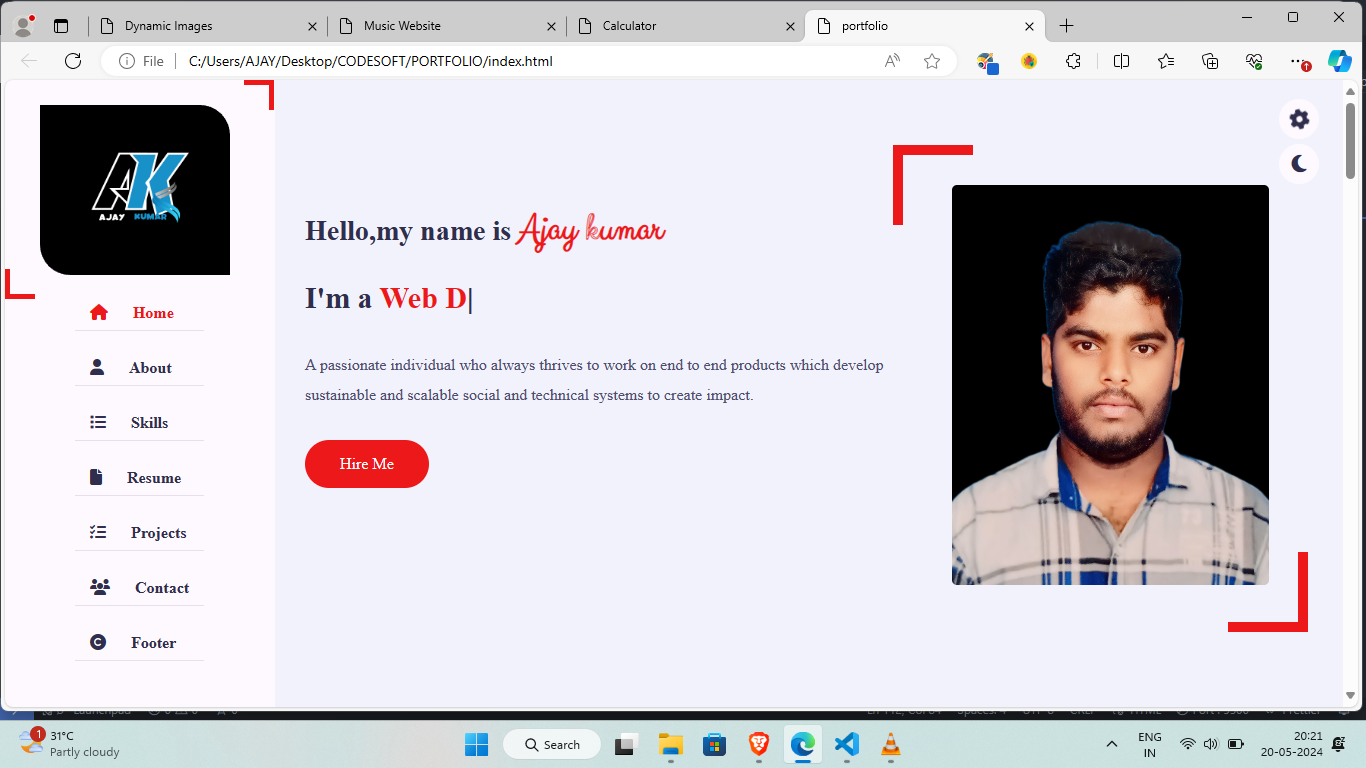 Dynamic Images
Music Website
Calculator
portfolio
File
C:/Users/AJAY/Desktop/CODESOFT/PORTFOLIO/index.html
AK
AJAY KUMAR
Home
About
Skills
Resume
Projects
Contact
Footer
Hello,my name is Ajay kumar
I'm a Web D|
A passionate individual who always thrives to work on end to end products which develop
sustainable and scalable social and technical systems to create impact.
Hire Me
1
31°C
Partly cloudy
Search
ENG
IN
20:21
20-05-2024